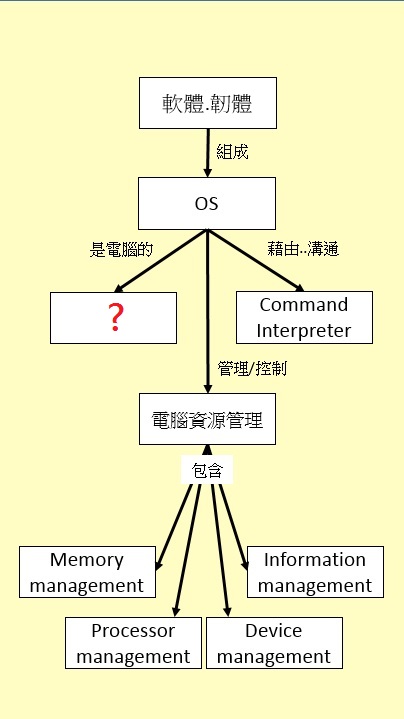 軟體.韌體
組成
OS
是電腦的
藉由..溝通
?
Command
Interpreter
管理/控制
電腦資源管理
包含
Memory
management
Information
management
Processor
management
Device
management